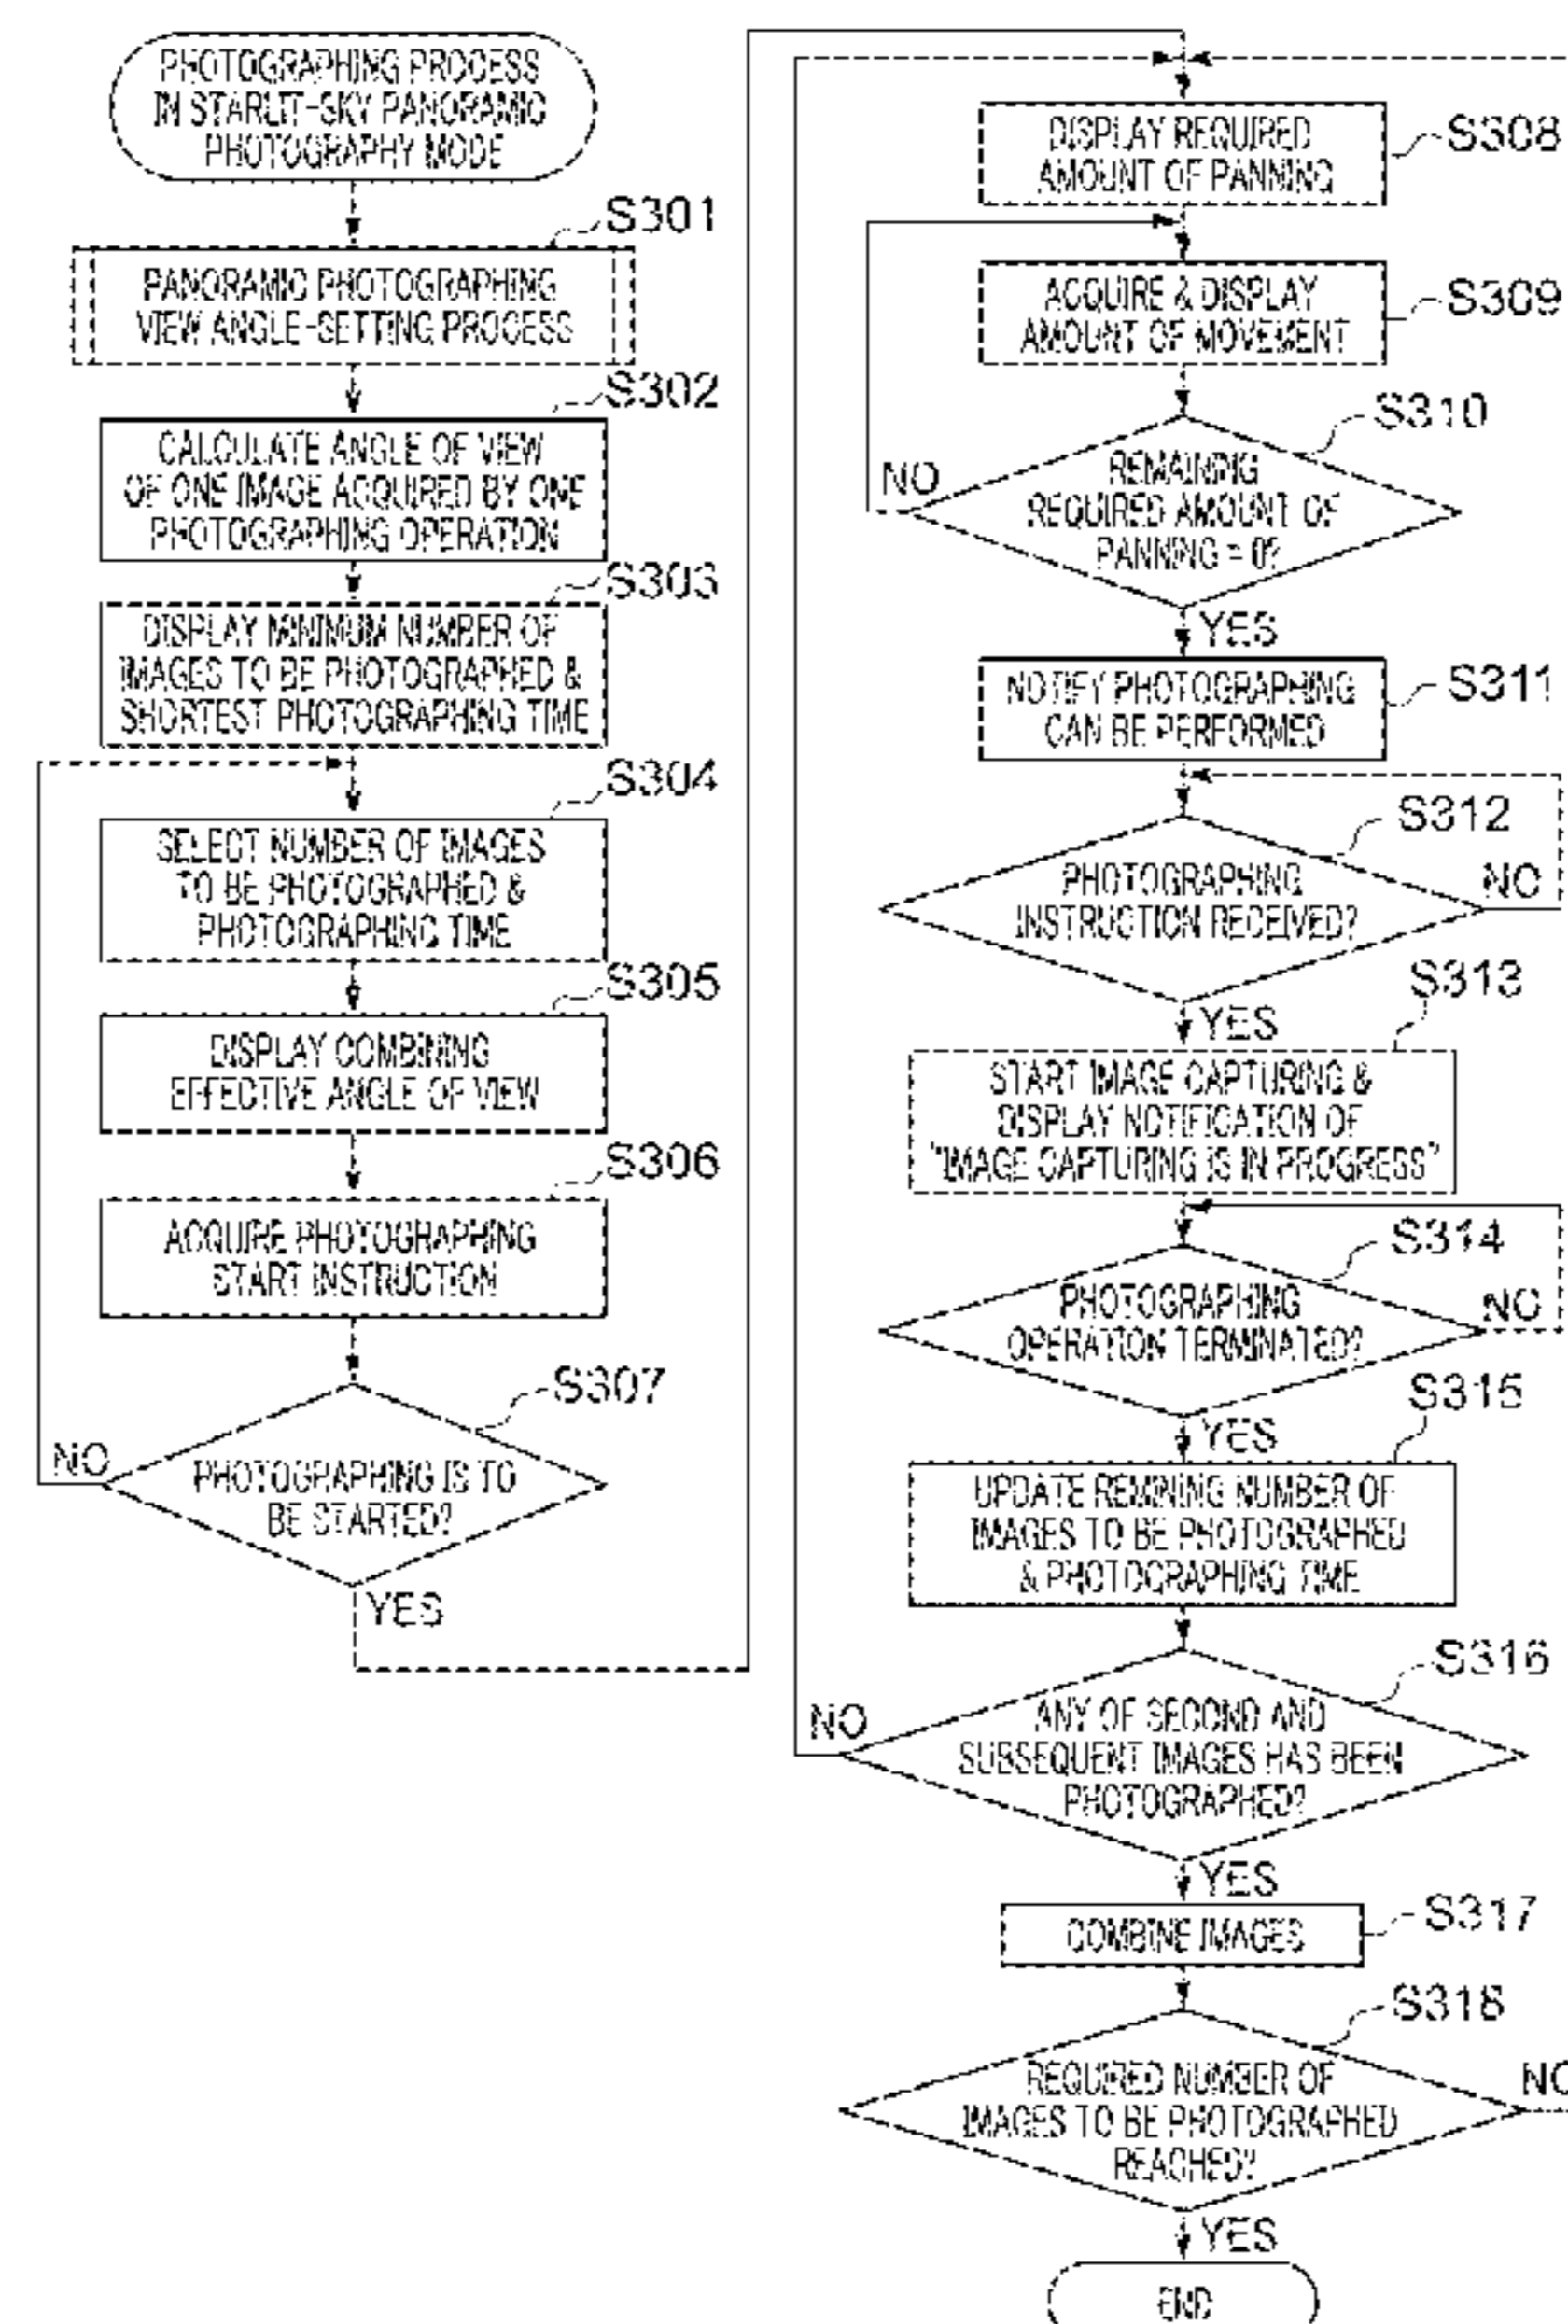 PHOTOGRAPHING PROCESS
IN STARLIT-SKY PANORAMIC
PHOTOGRAPHY MODE
S301
PANORAMIC PHOTOGRAPHING
VIEW ANGLE-SETTING PROCESS
S302
CALCULATE ANGLE OF VIEW
OF ONE IMAGE ACQUIRED BY ONE
PHOTOGRAPHING OPERATION
S303
DISPLAY MINIMUM NUMBER OF
IMAGES TO BE PHOTOGRAPHED &
SHORTEST PHOTOGRAPHING TIME
S304
SELECT NUMBER OF IMAGES
TO BE PHOTOGRAPHED &
PHOTOGRAPHING TIME
S305
DISPLAY COMBINING
EFFECTIVE ANGLE OF VIEW
S306
ACQUIRE PHOTOGRAPHING
START INSTRUCTION
S307
NO
PHOTOGRAPHING IS TO
BE STARTED?
YES
S308
DISPLAY REQUIRED
AMOUNT OF PANNING
S309
ACQUIRE & DISPLAY
AMOUNT OF MOVEMENT
S310
NO
REMAINING
REQUIRED AMOUNT OF
PANNING = 0?
YES
S311
NOTIFY PHOTOGRAPHING
CAN BE PERFORMED
S312
NO
PHOTOGRAPHING
INSTRUCTION RECEIVED?
YES
S313
START IMAGE CAPTURING &
DISPLAY NOTIFICATION OF
"IMAGE CAPTURING IS IN PROGRESS"
S314
NO
PHOTOGRAPHING
OPERATION TERMINATED?
YES
S315
UPDATE REMINING NUMBER OF
IMAGES TO BE PHOTOGRAPHED
& PHOTOGRAPHING TIME
S316
NO
ANY OF SECOND AND
SUBSEQUENT IMAGES HAS BEEN
PHOTOGRAPHED?
YES
S317
COMBINE IMAGES
S318
NO
REQUIRED NUMBER OF
IMAGES TO BE PHOTOGRAPHED
REACHED?
YES
END